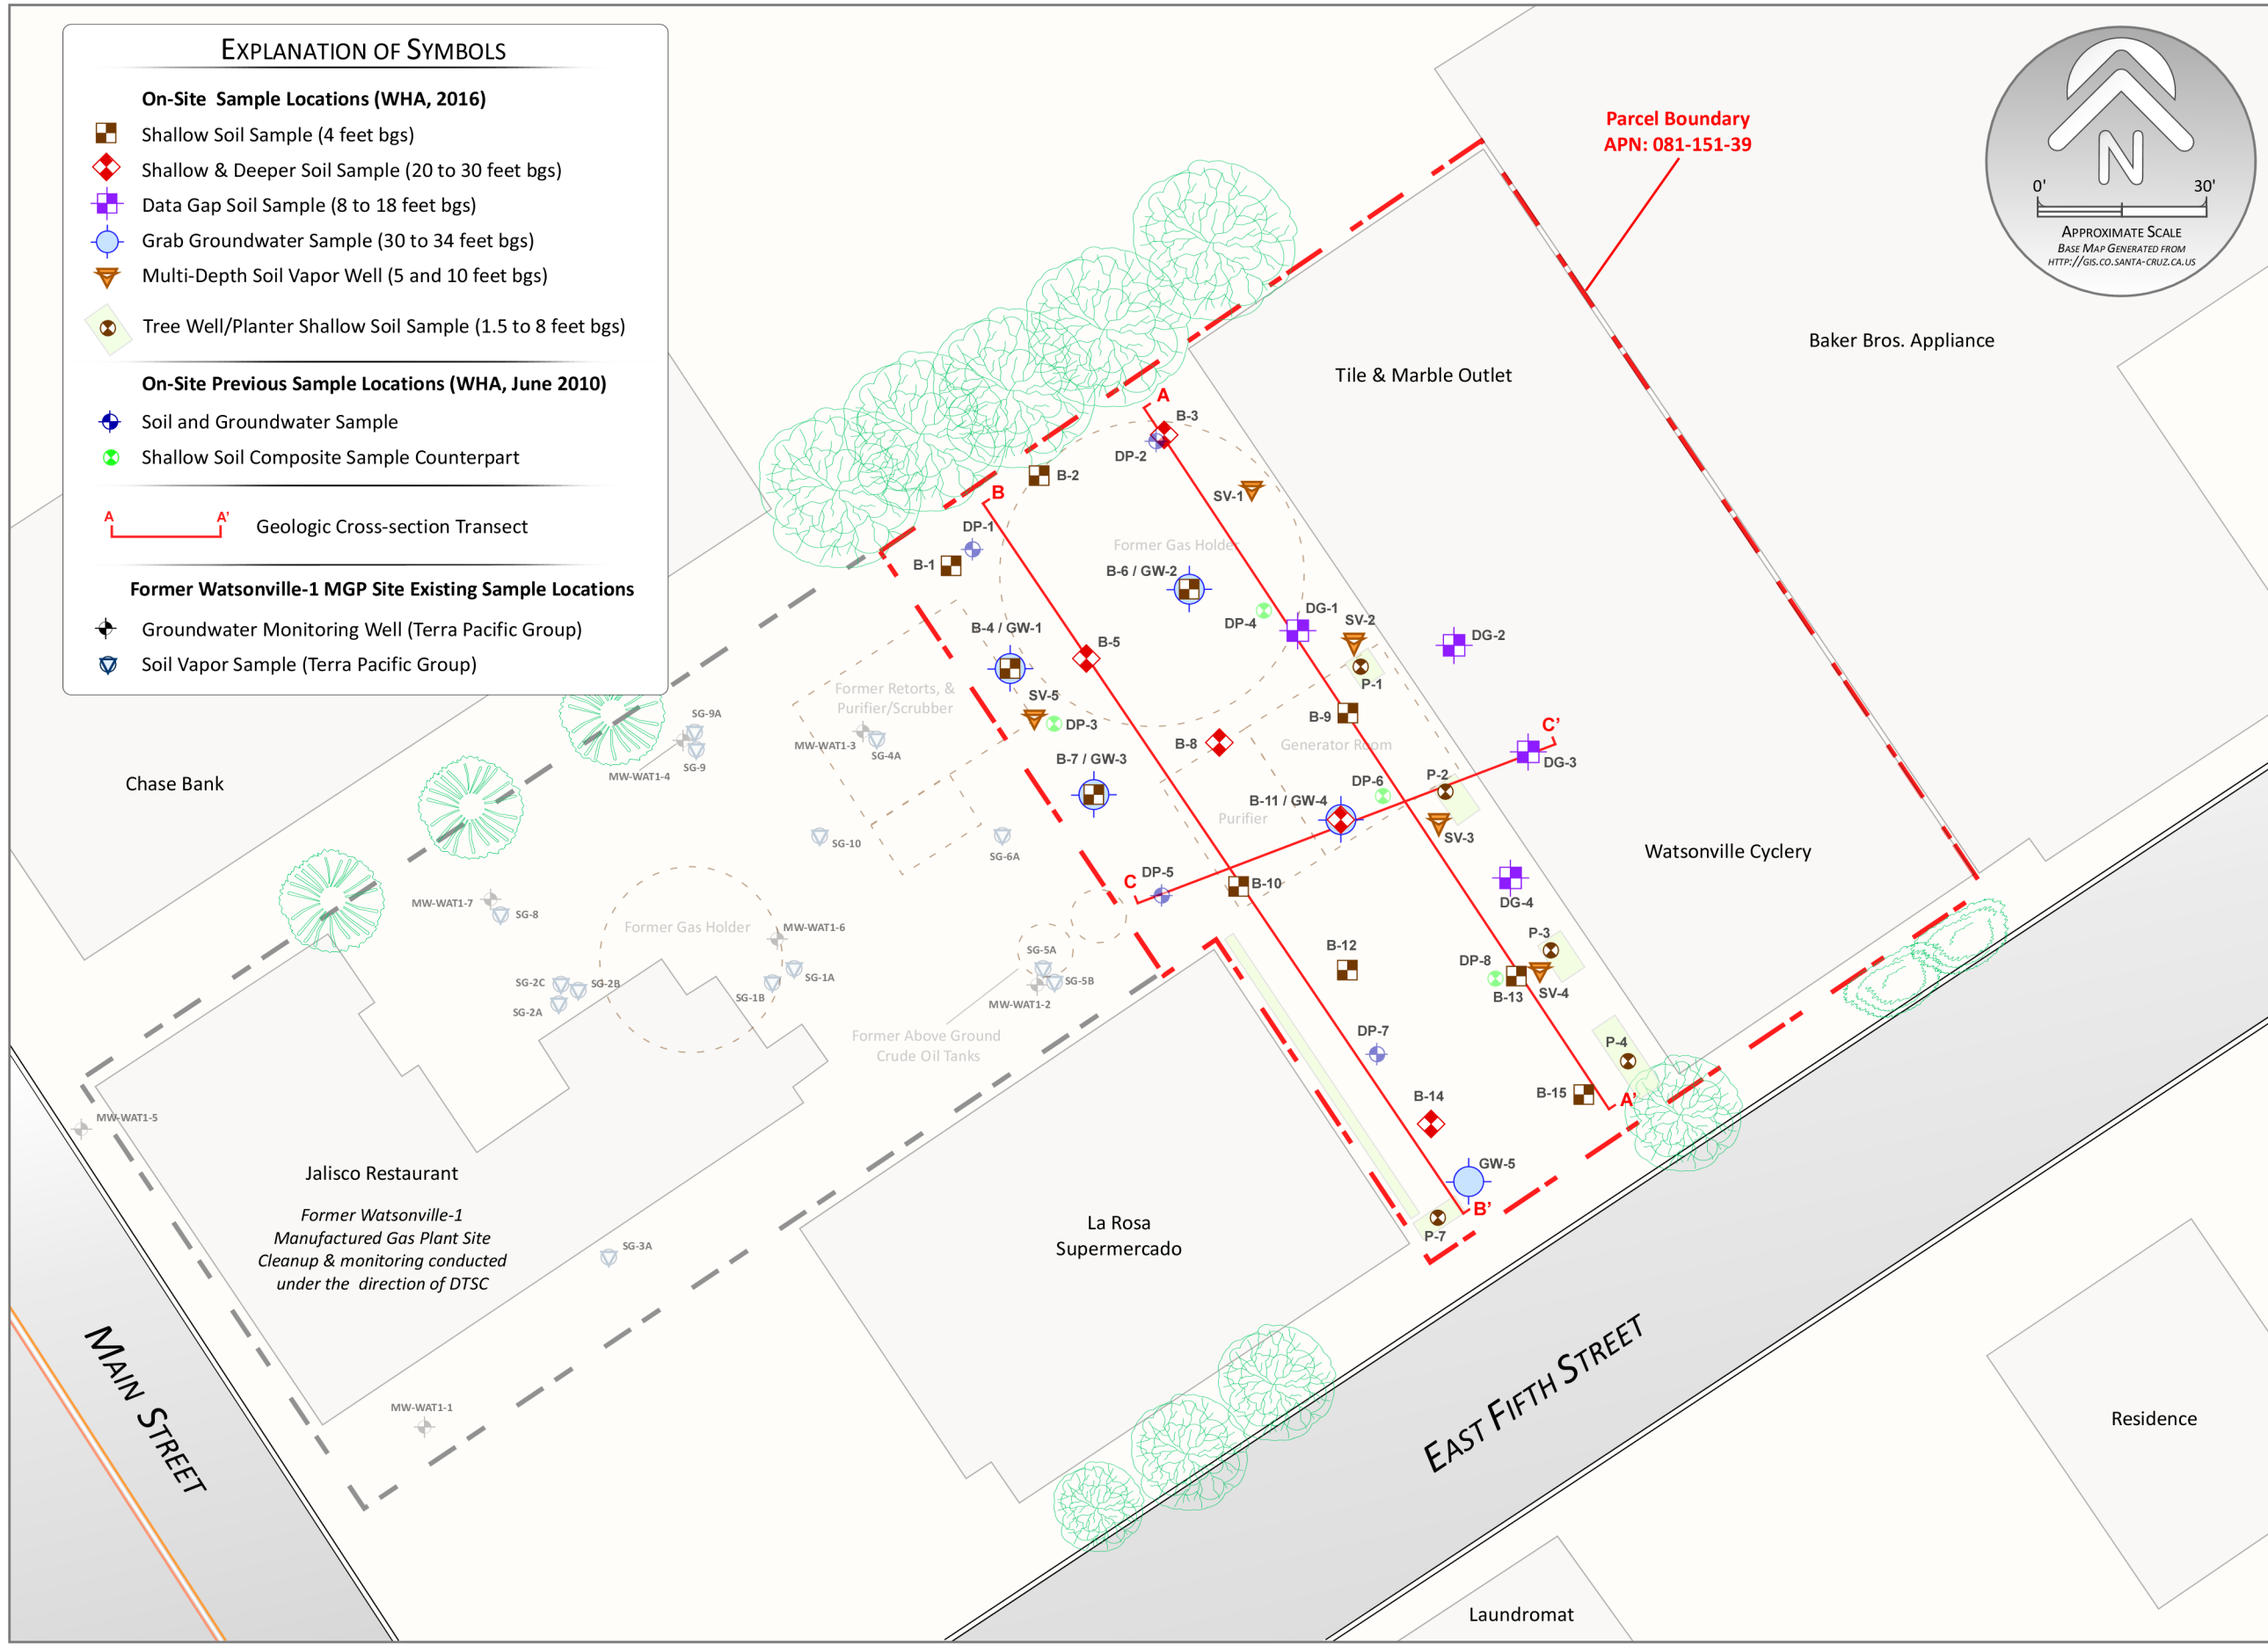 EXPLANATION OF SYMBOLS
On-Site Sample Locations (WHA, 2016)
Shallow Soil Sample (4 feet bgs)
Shallow & Deeper Soil Sample (20 to 30 feet bgs)
Data Gap Soil Sample (8 to 18 feet bgs)
Grab Groundwater Sample (30 to 34 feet bgs)
Multi-Depth Soil Vapor Well (5 and 10 feet bgs)
Tree Well/Planter Shallow Soil Sample (1.5 to 8 feet bgs)
On-Site Previous Sample Locations (WHA, June 2010)
Soil and Groundwater Sample
Shallow Soil Composite Sample Counterpart
A A'
Geologic Cross-section Transect
Former Watsonville-1 MGP Site Existing Sample Locations
Groundwater Monitoring Well (Terra Pacific Group)
Soil Vapor Sample (Terra Pacific Group)
Parcel Boundary
APN: 081-151-39
N
0' 30'
APPROXIMATE SCALE
BASE MAP GENERATED FROM
HTTP://GIS.CO.SANTA-CRUZ.CA.US
Baker Bros. Appliance
Tile & Marble Outlet
A
B-3
DP-2
B-2
SV-1
B
DP-1
B-1
Former Gas Holder
B-6 / GW-2
DP-4
DG-1
SV-2
DG-2
B-4 / GW-1
B-5
P-1
Former Retorts, &
Purifier/Scrubber
SV-5
DP-3
B-9
B-8
Generator Room
C'
DG-3
SG-9A
MW-WAT1-3
SG-4A
SG-9
MW-WAT1-4
B-7 / GW-3
DP-6
P-2
B-11 / GW-4
Purifier
SV-3
Chase Bank
SG-10
SG-6A
Watsonville Cyclery
DP-5
C
B-10
DG-4
MW-WAT1-7
SG-8
Former Gas Holder
MW-WAT1-6
B-12
P-3
DP-8
B-13
SV-4
SG-5A
SG-5B
MW-WAT1-2
SG-1A
SG-1B
SG-2C
SG-2B
SG-2A
Former Above Ground
Crude Oil Tanks
DP-7
P-4
B-14
B-15
A'
MW-WAT1-5
GW-5
B'
P-7
Jalisco Restaurant
Former Watsonville-1
Manufactured Gas Plant Site
Cleanup & monitoring conducted
under the direction of DTSC
La Rosa
Supermercado
SG-3A
MW-WAT1-1
MAIN STREET
EAST FIFTH STREET
Residence
Laundromat